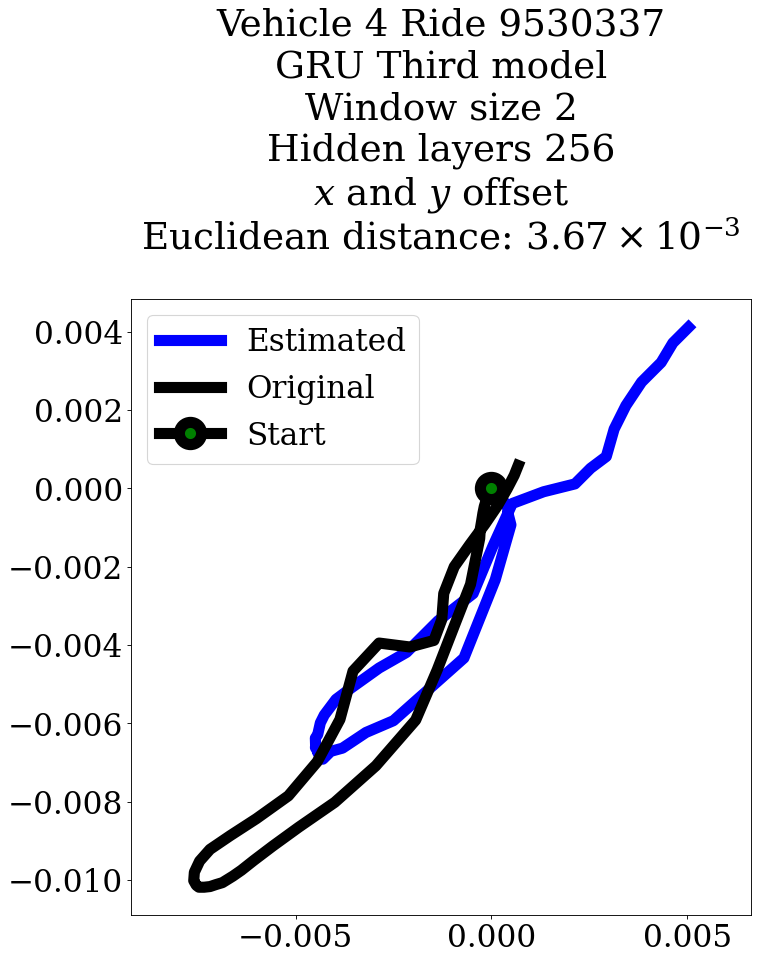 Vehicle 4 Ride 9530337
GRU Third model
Window size 2
Hidden layers 256
x and y offset
Euclidean distance: 3.67 × 10⁻³
Estimated
Original
Start
0.004
0.002
0.000
−0.002
−0.004
−0.006
−0.008
−0.010
−0.005 0.000 0.005